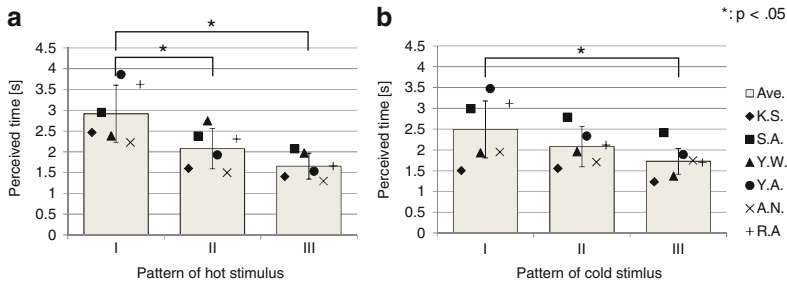 a
b
*: p < .05
*
*
*
Perceived time [s]
4.5
4
3.5
3
2.5
2
1.5
1
0.5
0
I II III
Pattern of hot stimulus
Perceived time [s]
4.5
4
3.5
3
2.5
2
1.5
1
0.5
0
I II III
Pattern of cold stimlus
Ave.
K.S.
S.A.
Y.W.
Y.A.
A.N.
R.A